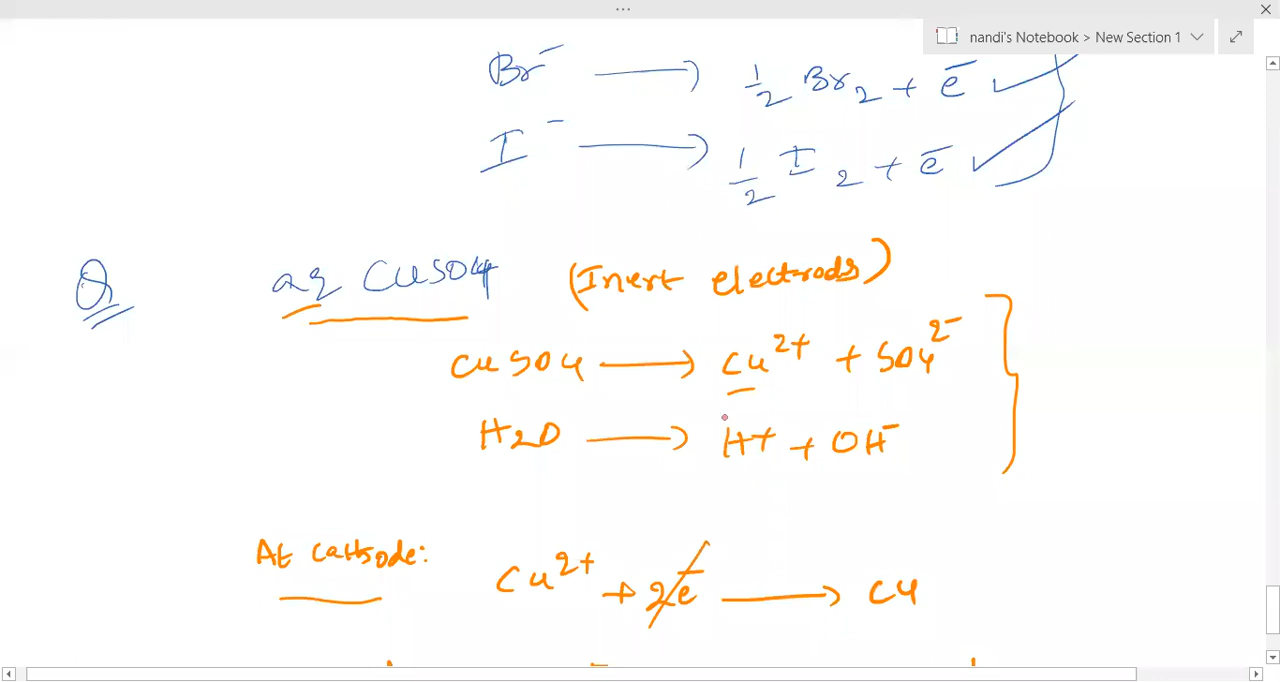 nandi's Notebook > New Section 1
Br⁻ → 1/2 Br₂ + e⁻ ✓
I⁻ → 1/2 I₂ + e⁻ ✓
Q aq CuSO4 (Inert electrods)
CuSO4 → Cu²⁺ + SO4²⁻
H2O → H+ + OH⁻
At cathode: Cu²⁺ + 2e⁻ → Cu